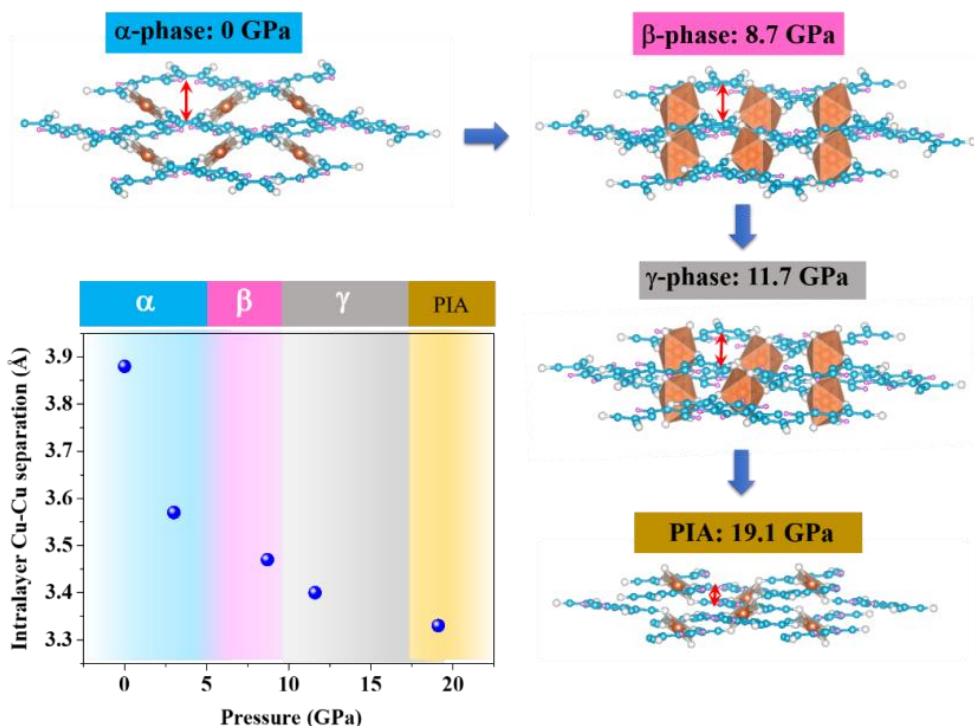 α-phase: 0 GPa
β-phase: 8.7 GPa
γ-phase: 11.7 GPa
PIA: 19.1 GPa
α β γ PIA
Intralayer Cu-Cu separation (Å)
3.9
3.8
3.7
3.6
3.5
3.4
3.3
0 5 10 15 20
Pressure (GPa)